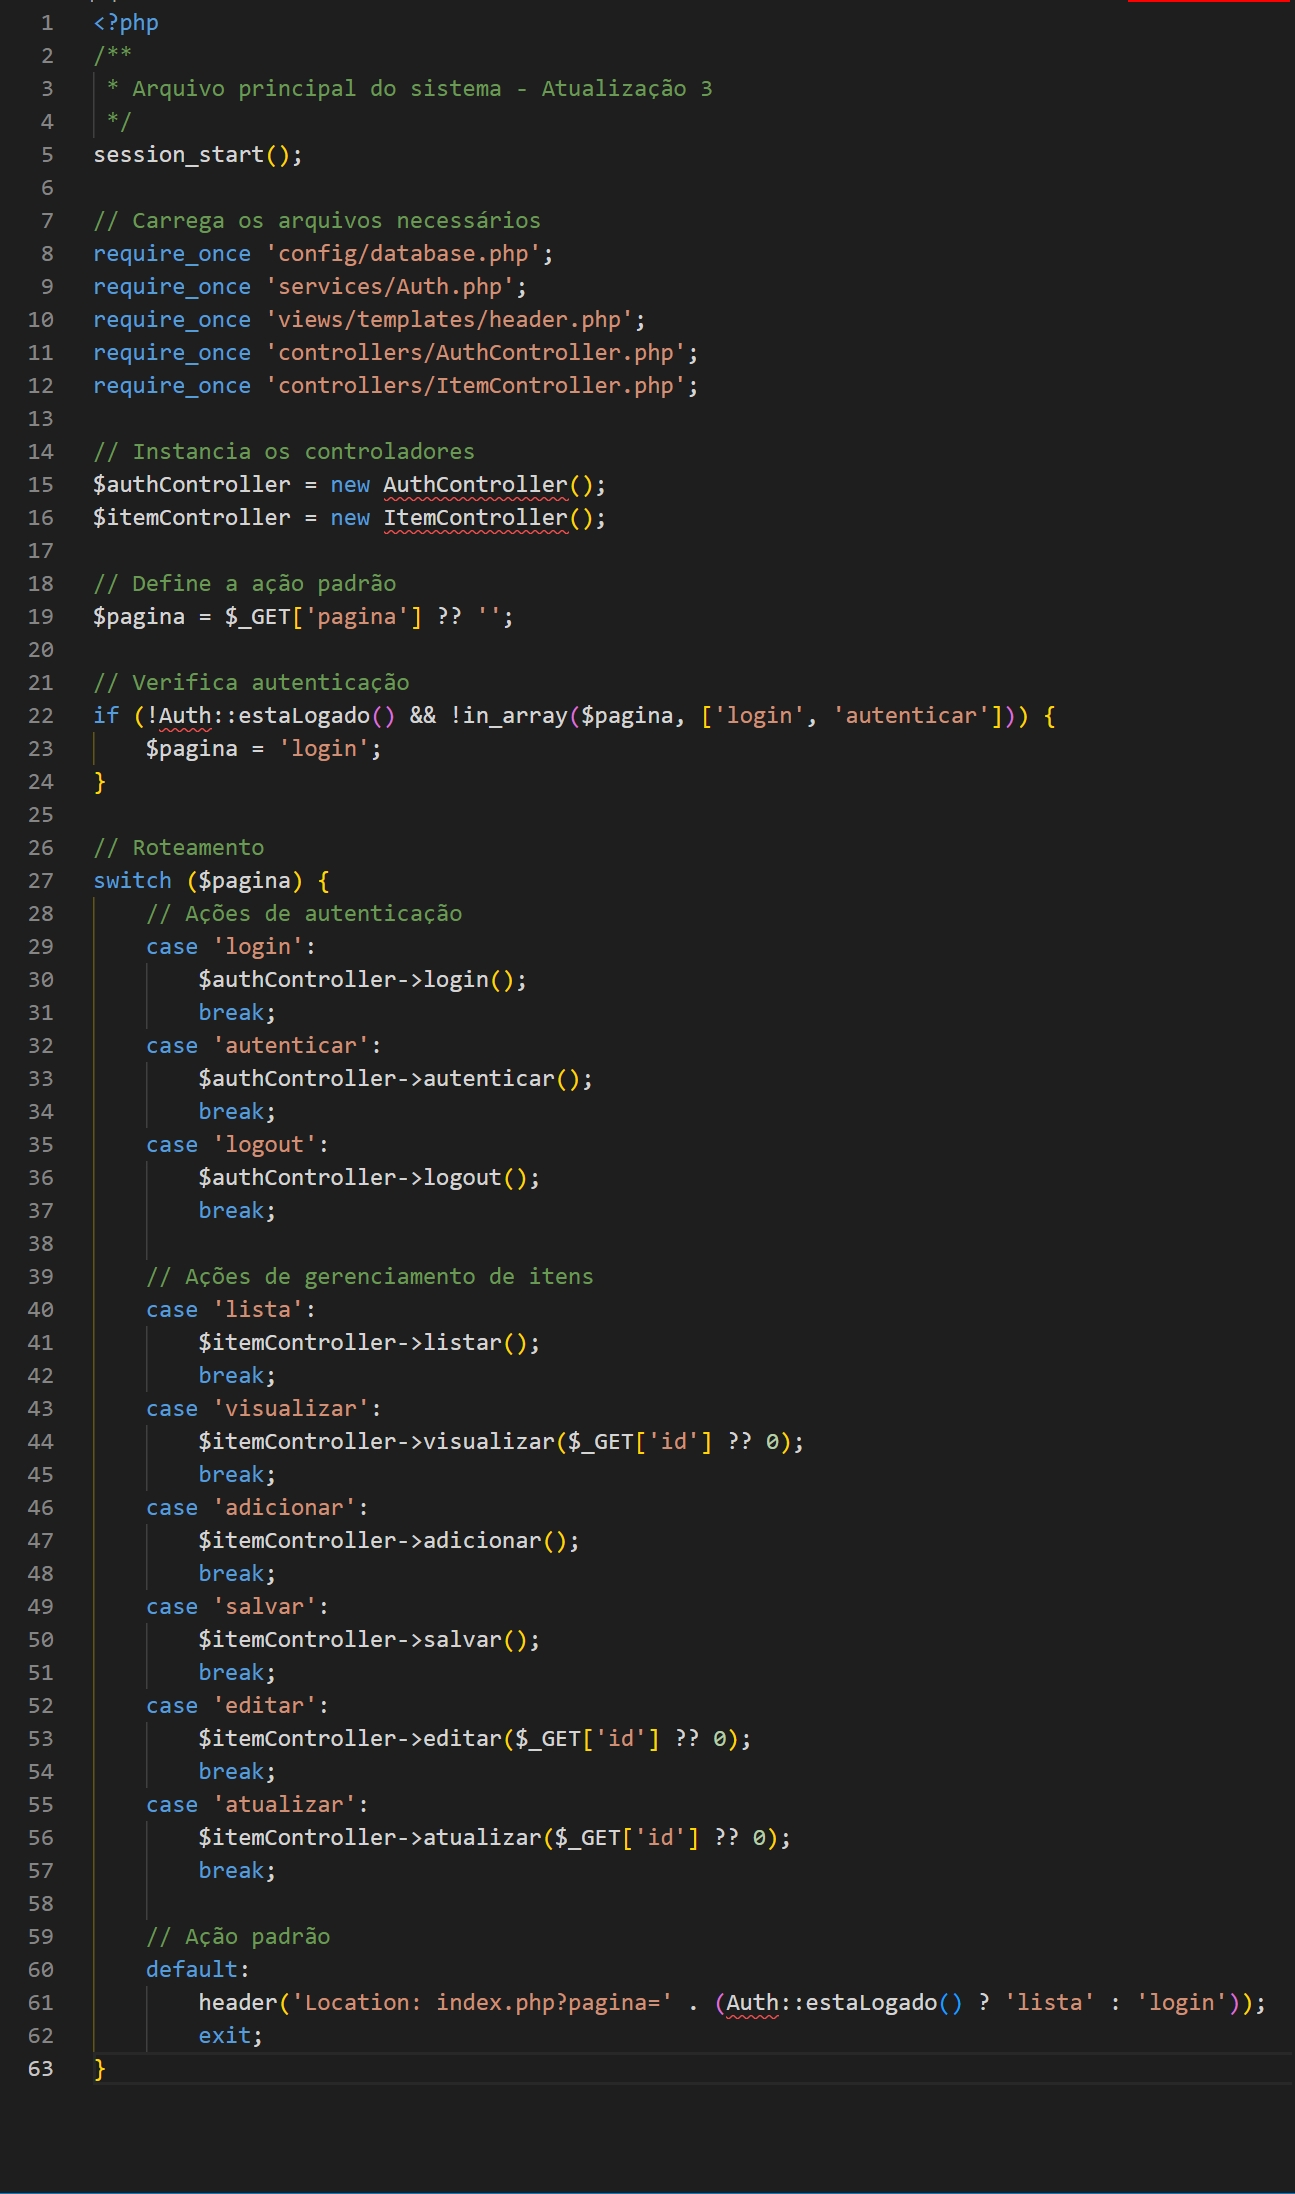 1 <?php
2 /**
3  * Arquivo principal do sistema - Atualização 3
4  */
5 session_start();
6
7 // Carrega os arquivos necessários
8 require_once 'config/database.php';
9 require_once 'services/Auth.php';
10 require_once 'views/templates/header.php';
11 require_once 'controllers/AuthController.php';
12 require_once 'controllers/ItemController.php';
13
14 // Instancia os controladores
15 $authController = new AuthController();
16 $itemController = new ItemController();
17
18 // Define a ação padrão
19 $pagina = $_GET['pagina'] ?? '';
20
21 // Verifica autenticação
22 if (!Auth::estaLogado() && !in_array($pagina, ['login', 'autenticar'])) {
23     $pagina = 'login';
24 }
25
26 // Roteamento
27 switch ($pagina) {
28     // Ações de autenticação
29     case 'login':
30         $authController->login();
31         break;
32     case 'autenticar':
33         $authController->autenticar();
34         break;
35     case 'logout':
36         $authController->logout();
37         break;
38
39     // Ações de gerenciamento de itens
40     case 'lista':
41         $itemController->listar();
42         break;
43     case 'visualizar':
44         $itemController->visualizar($_GET['id'] ?? 0);
45         break;
46     case 'adicionar':
47         $itemController->adicionar();
48         break;
49     case 'salvar':
50         $itemController->salvar();
51         break;
52     case 'editar':
53         $itemController->editar($_GET['id'] ?? 0);
54         break;
55     case 'atualizar':
56         $itemController->atualizar($_GET['id'] ?? 0);
57         break;
58
59     // Ação padrão
60     default:
61         header('Location: index.php?pagina=' . (Auth::estaLogado() ? 'lista' : 'login'));
62         exit;
63 }